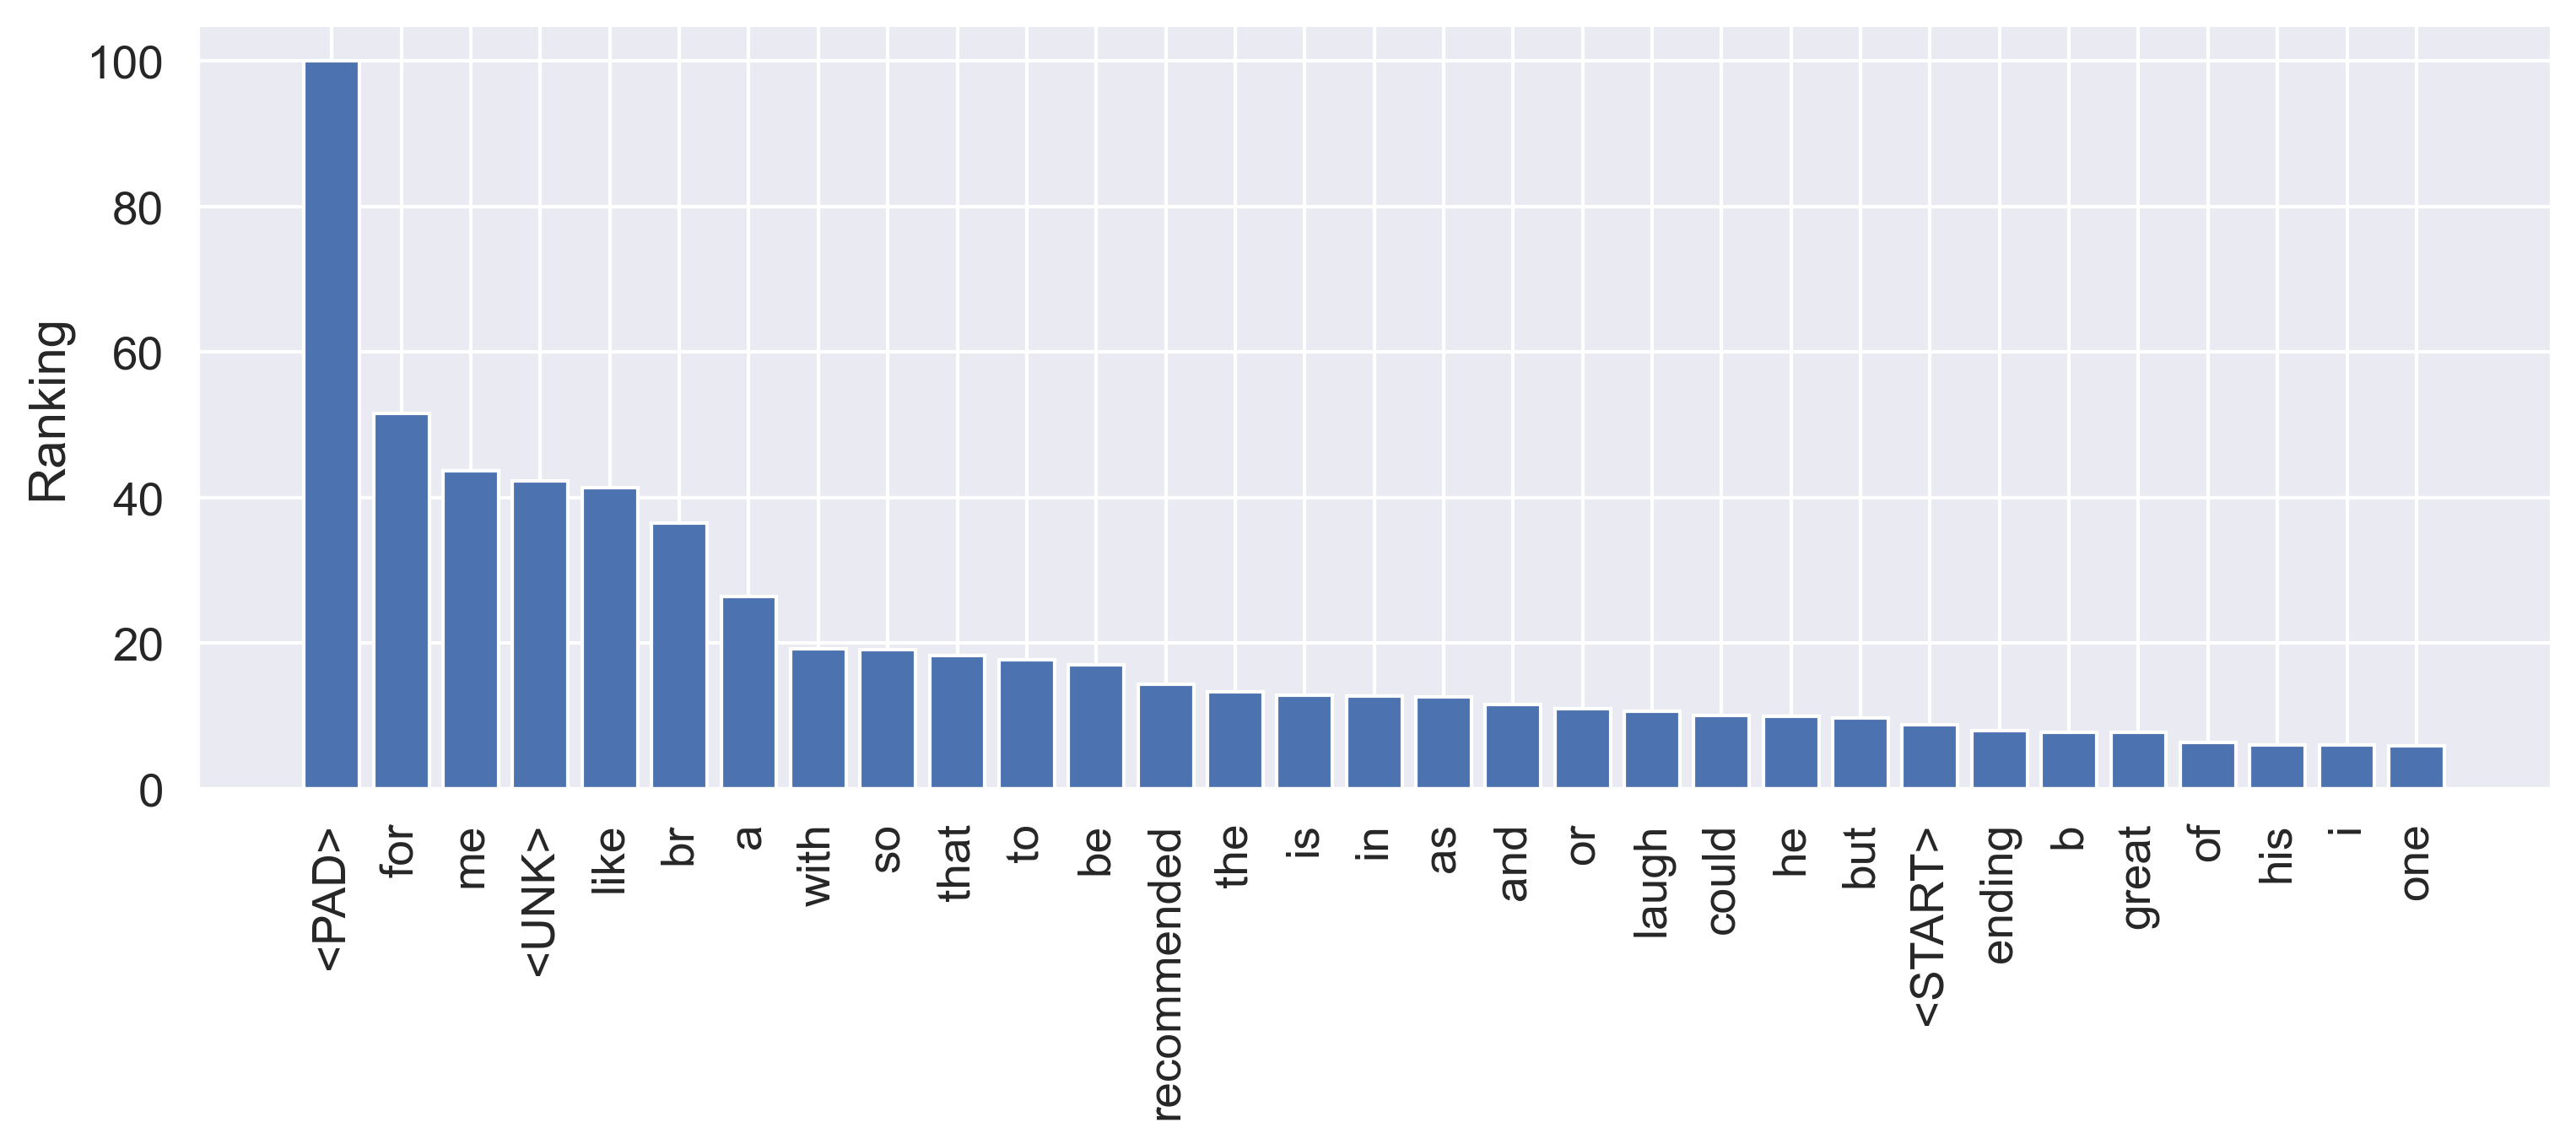 Ranking
100
80
60
40
20
0
<PAD>
for
me
<UNK>
like
br
a
with
so
that
to
be
recommended
the
is
in
as
and
or
laugh
could
he
but
<START>
ending
b
great
of
his
i
one